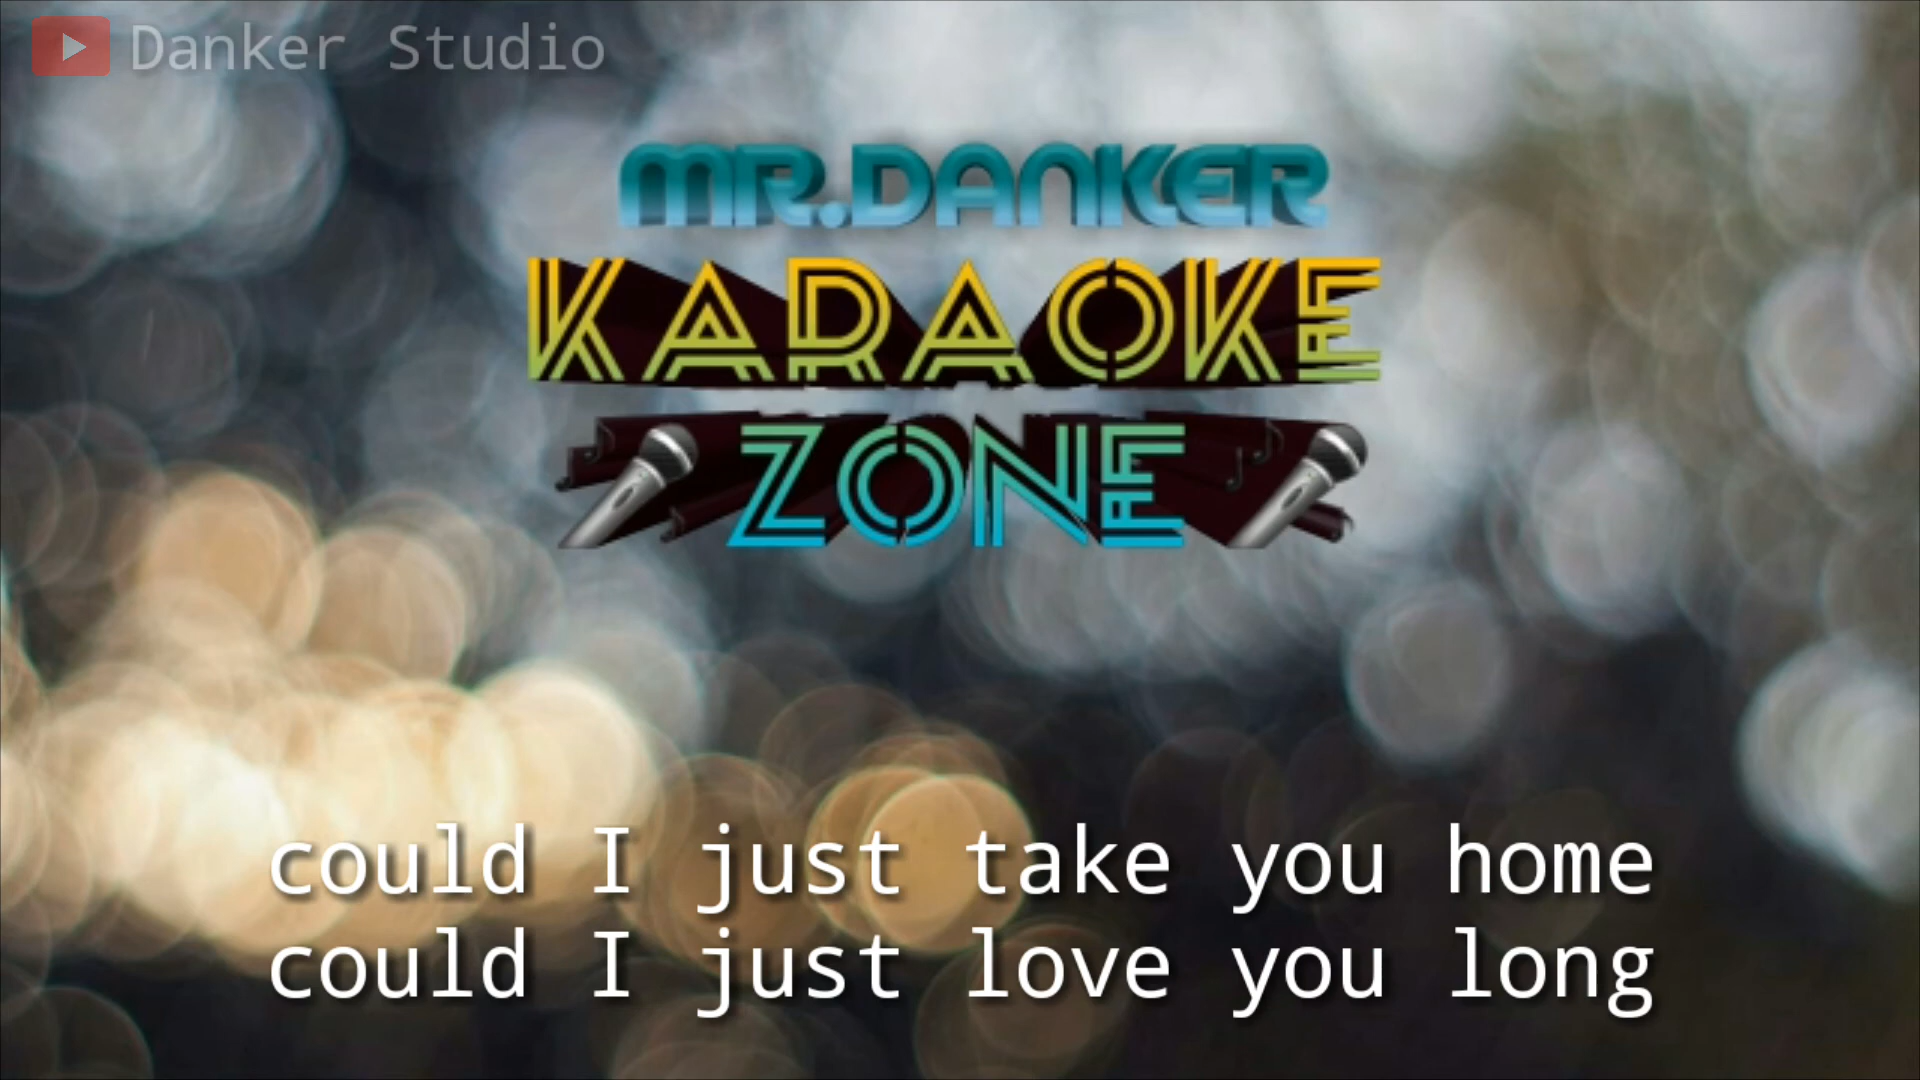 Danker Studio
MR.DANKER
KARAOKE
ZONE
could I just take you home
could I just love you long